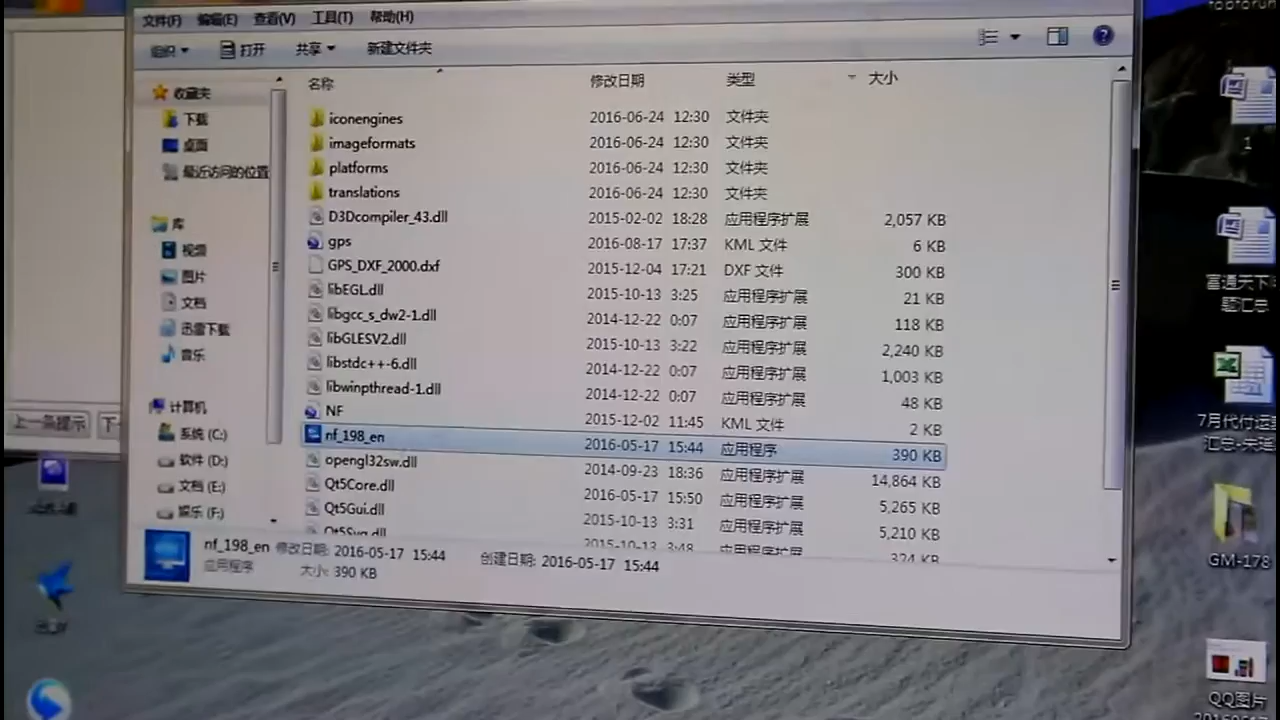 文件(F) 编辑(E) 查看(V) 工具(T) 帮助(H)
组织 打开 共享 新建文件夹
名称 修改日期 类型 大小
收藏夹
下载
桌面
最近访问的位置
库
视频
图片
文档
迅雷下载
音乐
计算机
系统 (C:)
软件 (D:)
文档 (E:)
娱乐 (F:)
iconengines 2016-06-24 12:30 文件夹
imageformats 2016-06-24 12:30 文件夹
platforms 2016-06-24 12:30 文件夹
translations 2016-06-24 12:30 文件夹
D3Dcompiler_43.dll 2015-02-02 18:28 应用程序扩展 2,057 KB
gps 2016-08-17 17:37 KML 文件 6 KB
GPS_DXF_2000.dxf 2015-12-04 17:21 DXF 文件 300 KB
libEGL.dll 2015-10-13 3:25 应用程序扩展 21 KB
libgcc_s_dw2-1.dll 2014-12-22 0:07 应用程序扩展 118 KB
libGLESV2.dll 2015-10-13 3:22 应用程序扩展 2,240 KB
libstdc++-6.dll 2014-12-22 0:07 应用程序扩展 1,003 KB
libwinpthread-1.dll 2014-12-22 0:07 应用程序扩展 48 KB
NF 2015-12-02 11:45 KML 文件 2 KB
nf_198_en 2016-05-17 15:44 应用程序 390 KB
opengl32sw.dll 2014-09-23 18:36 应用程序扩展 14,864 KB
Qt5Core.dll 2016-05-17 15:50 应用程序扩展 5,265 KB
Qt5Gui.dll 2015-10-13 3:31 应用程序扩展 5,210 KB
Qt5Svg.dll 2015-10-13 3:48 应用程序扩展 324 KB
nf_198_en 修改日期: 2016-05-17 15:44 创建日期: 2016-05-17 15:44
应用程序 大小: 390 KB
上一条提示 下
1
富通天下
题汇总
7月代付运
GM-178
QQ图片